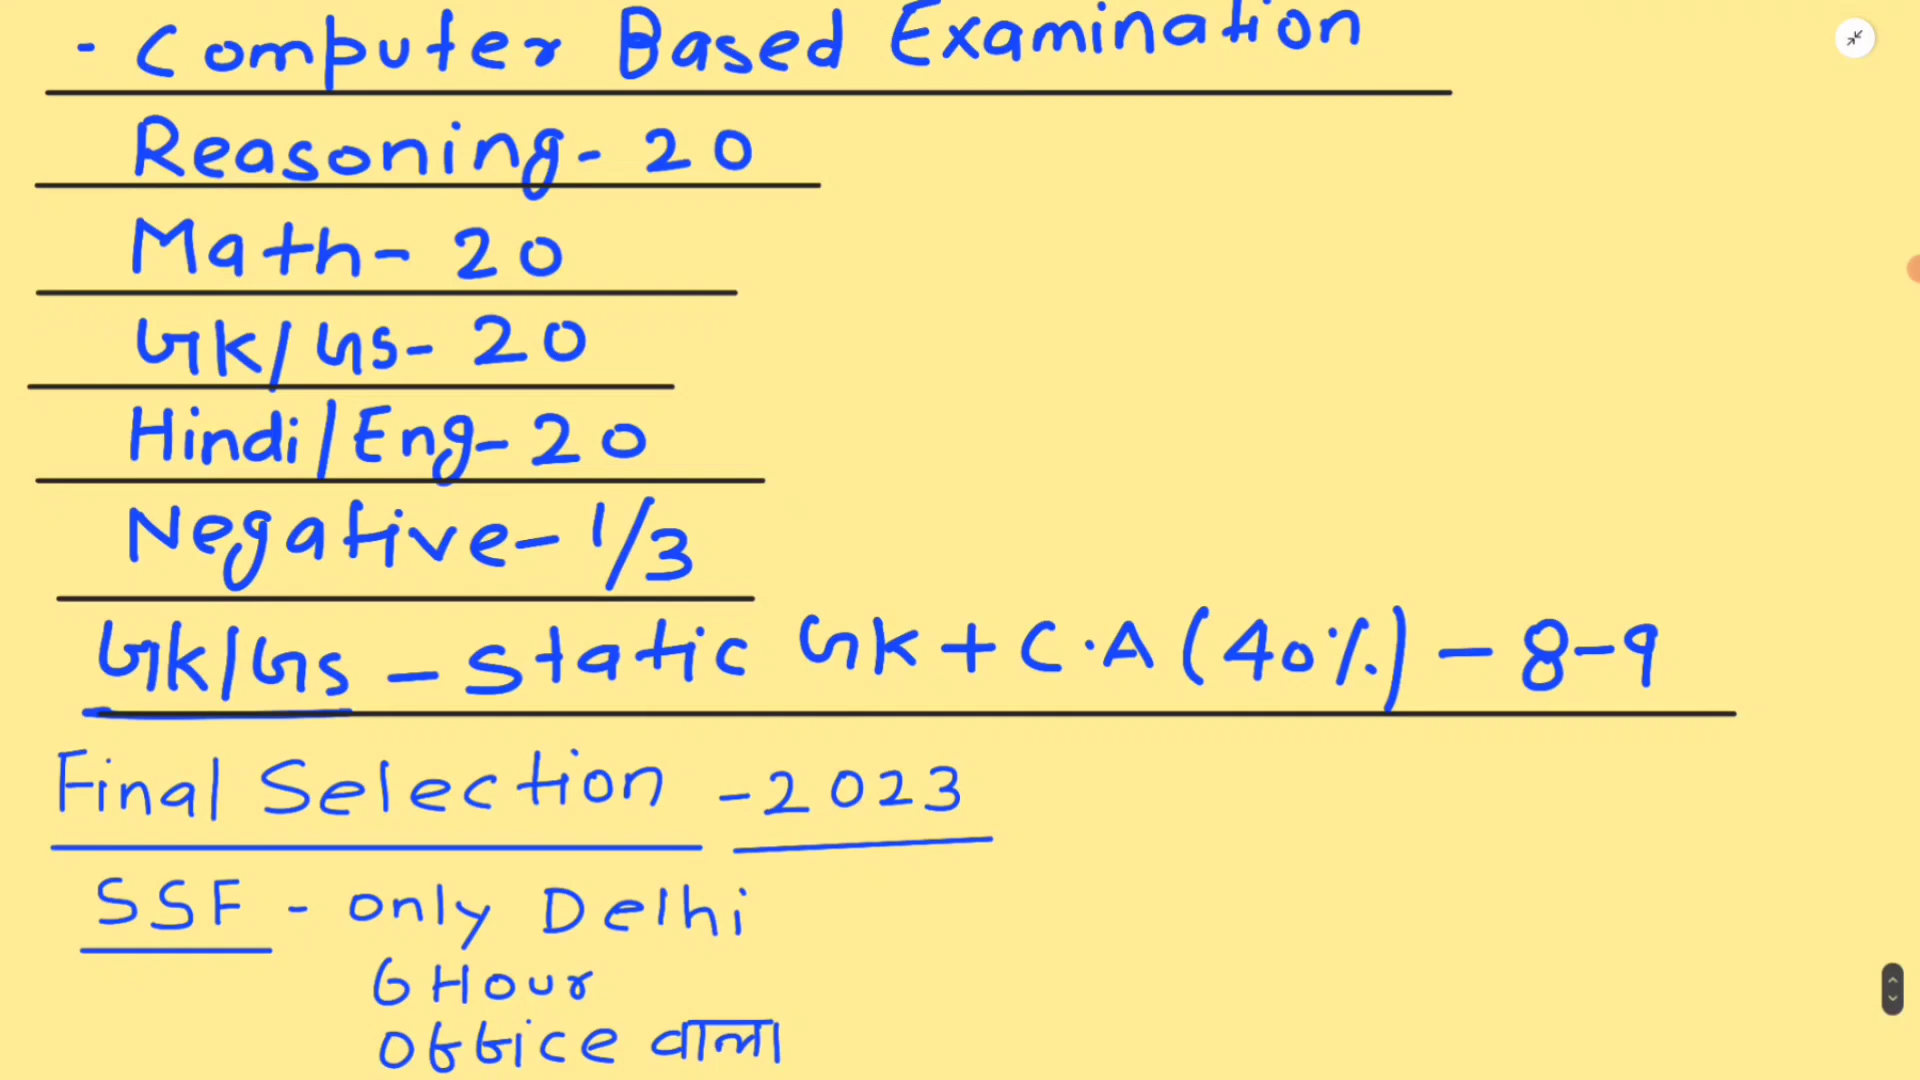 - Computer Based Examination
Reasoning- 20
Math- 20
GK/GS- 20
Hindi/Eng- 20
Negative- 1/3
GK/GS - Static GK + C.A (40%) - 8-9
Final Selection - 2023
SSF - only Delhi
6 Hour
Office वाला